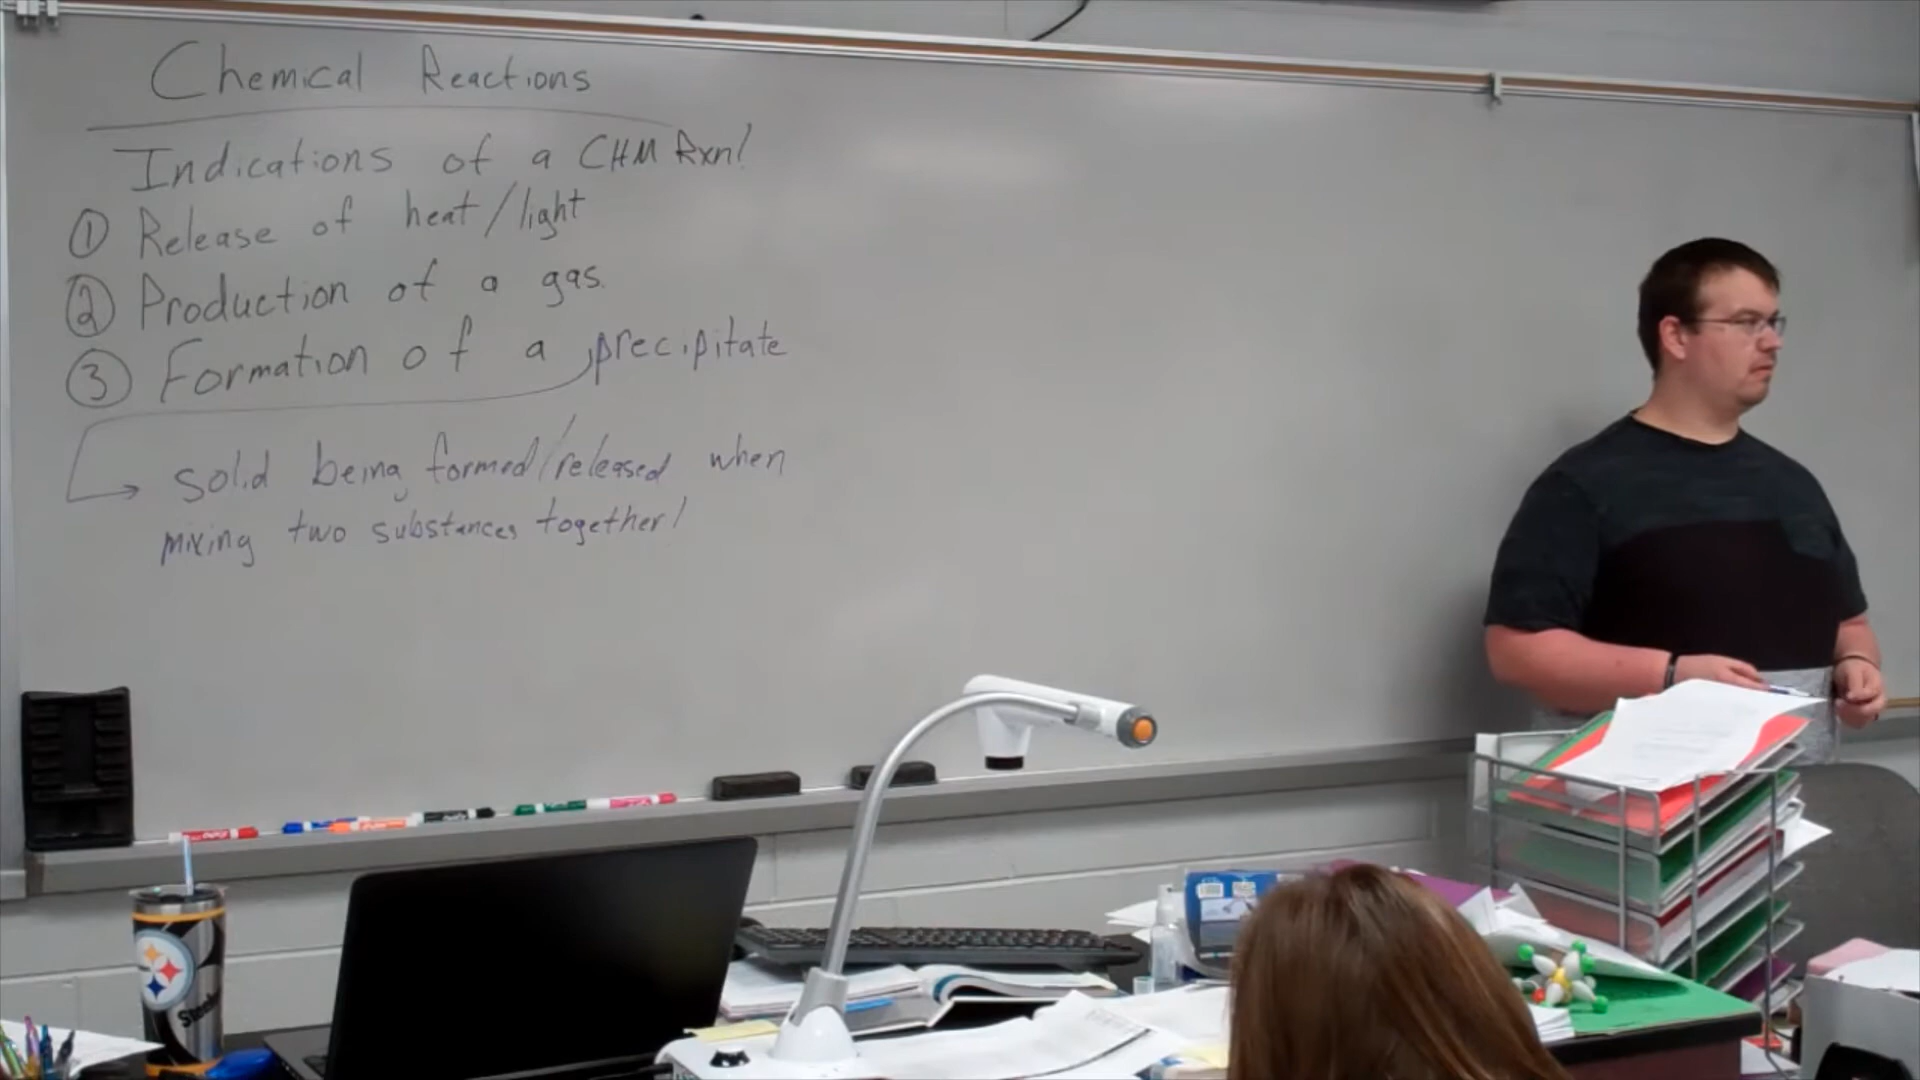 Chemical Reactions
Indications of a CHM Rxn!
① Release of heat/light
② Production of a gas.
③ Formation of a precipitate
solid being formed/released when
mixing two substances together!
Steelers